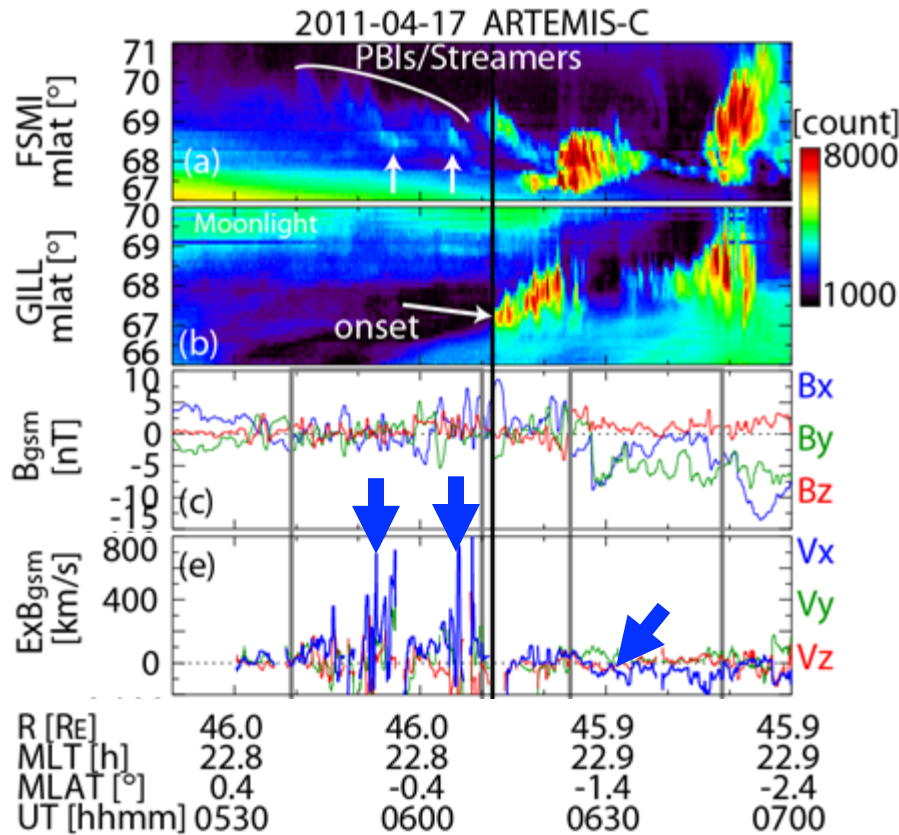 2011-04-17 ARTEMIS-C
FSMI
mlat [°]
71
70
69
68
67
PBIs/Streamers
(a)
[count]
8000
1000
GILL
mlat [°]
70
69
68
67
66
Moonlight
onset
(b)
Bgsm
[nT]
10
5
0
-5
-10
-15
(c)
Bx
By
Bz
ExBgsm
[km/s]
800
400
0
(e)
Vx
Vy
Vz
R [RE] 46.0 46.0 45.9 45.9
MLT [h] 22.8 22.8 22.9 22.9
MLAT [°] 0.4 -0.4 -1.4 -2.4
UT [hhmm] 0530 0600 0630 0700